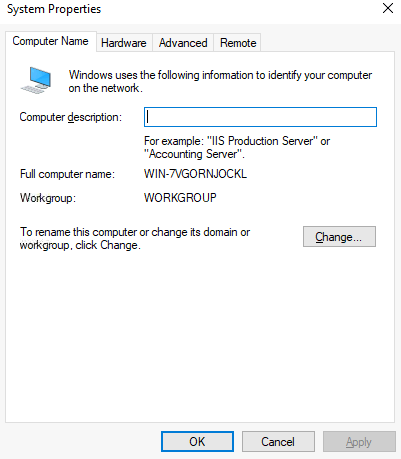 System Properties
Computer Name
Hardware
Advanced
Remote
Windows uses the following information to identify your computer
on the network.
Computer description:
For example: "IIS Production Server" or
"Accounting Server".
Full computer name:
WIN-7VGORNJOCKL
Workgroup:
WORKGROUP
To rename this computer or change its domain or
workgroup, click Change.
Change...
OK
Cancel
Apply